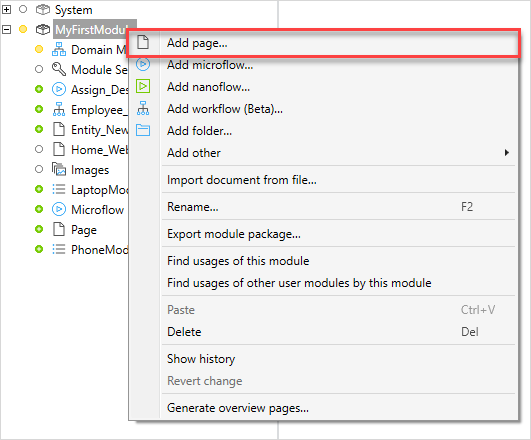 System
MyFirstModul
Domain M
Module Se
Assign_Des
Employee_
Entity_New
Home_Web
Images
LaptopMod
Microflow
Page
PhoneMod
Add page...
Add microflow...
Add nanoflow...
Add workflow (Beta)...
Add folder...
Add other
Import document from file...
Rename... F2
Export module package...
Find usages of this module
Find usages of other user modules by this module
Paste Ctrl+V
Delete Del
Show history
Revert change
Generate overview pages...